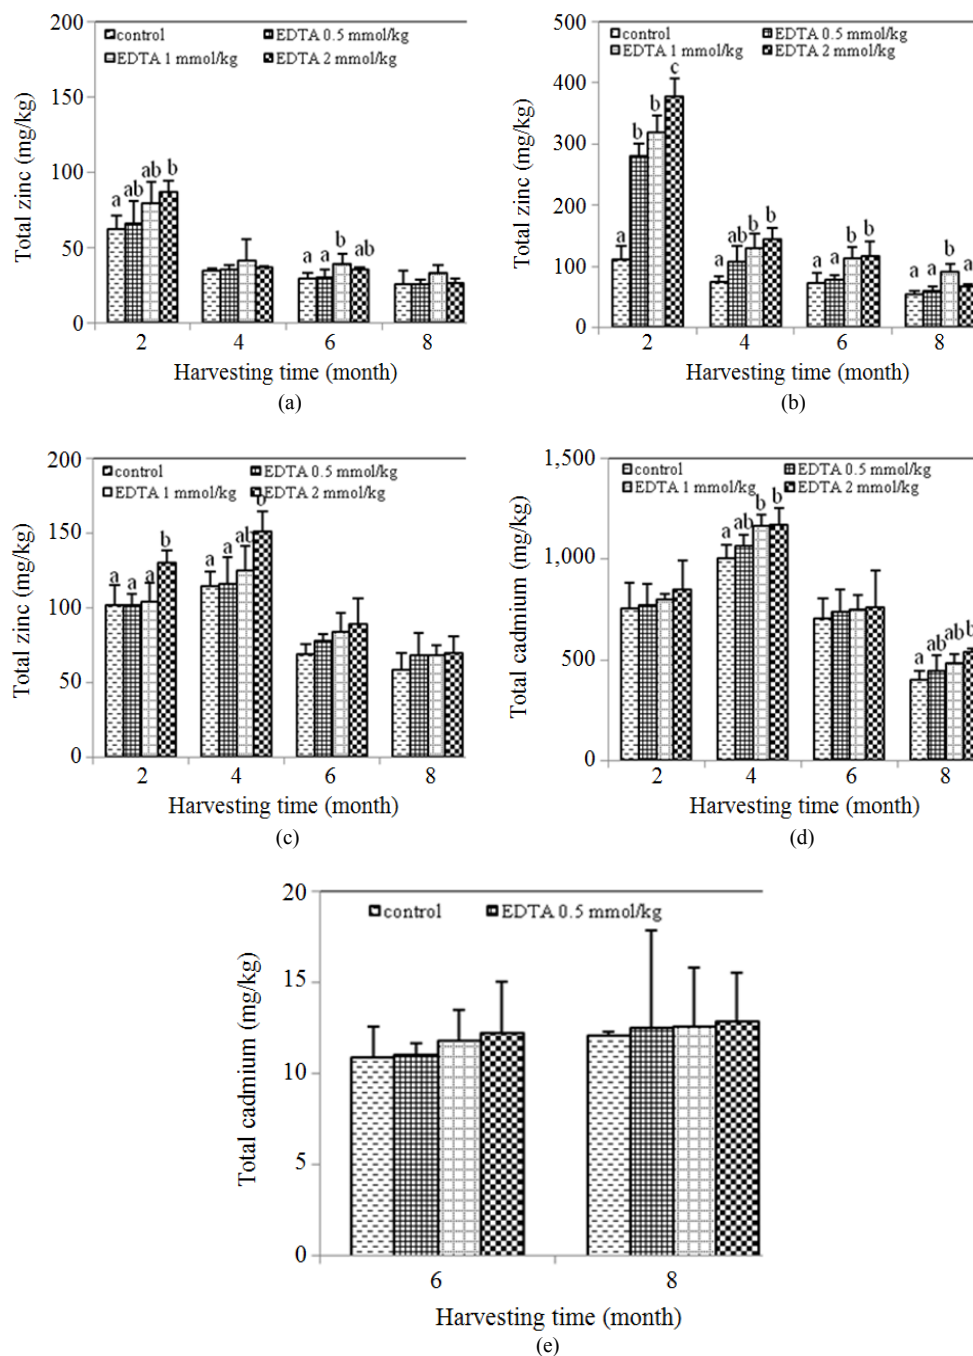 200
150
100
50
0
Total zinc (mg/kg)
control EDTA 0.5 mmol/kg
EDTA 1 mmol/kg EDTA 2 mmol/kg
a ab ab b
a a b ab
2 4 6 8
Harvesting time (month)
(a)
500
400
300
200
100
0
Total zinc (mg/kg)
control EDTA 0.5 mmol/kg
EDTA 1 mmol/kg EDTA 2 mmol/kg
a b b c
a ab b b
a a b b
a a b a
2 4 6 8
Harvesting time (month)
(b)
200
150
100
50
0
Total zinc (mg/kg)
control EDTA 0.5 mmol/kg
EDTA 1 mmol/kg EDTA 2 mmol/kg
a a a b
a a ab b
2 4 6 8
Harvesting time (month)
(c)
1,500
1,000
500
0
Total cadmium (mg/kg)
control EDTA 0.5 mmol/kg
EDTA 1 mmol/kg EDTA 2 mmol/kg
a ab b b
a ab ab b
2 4 6 8
Harvesting time (month)
(d)
20
15
10
5
0
Total cadmium (mg/kg)
control EDTA 0.5 mmol/kg
6 8
Harvesting time (month)
(e)